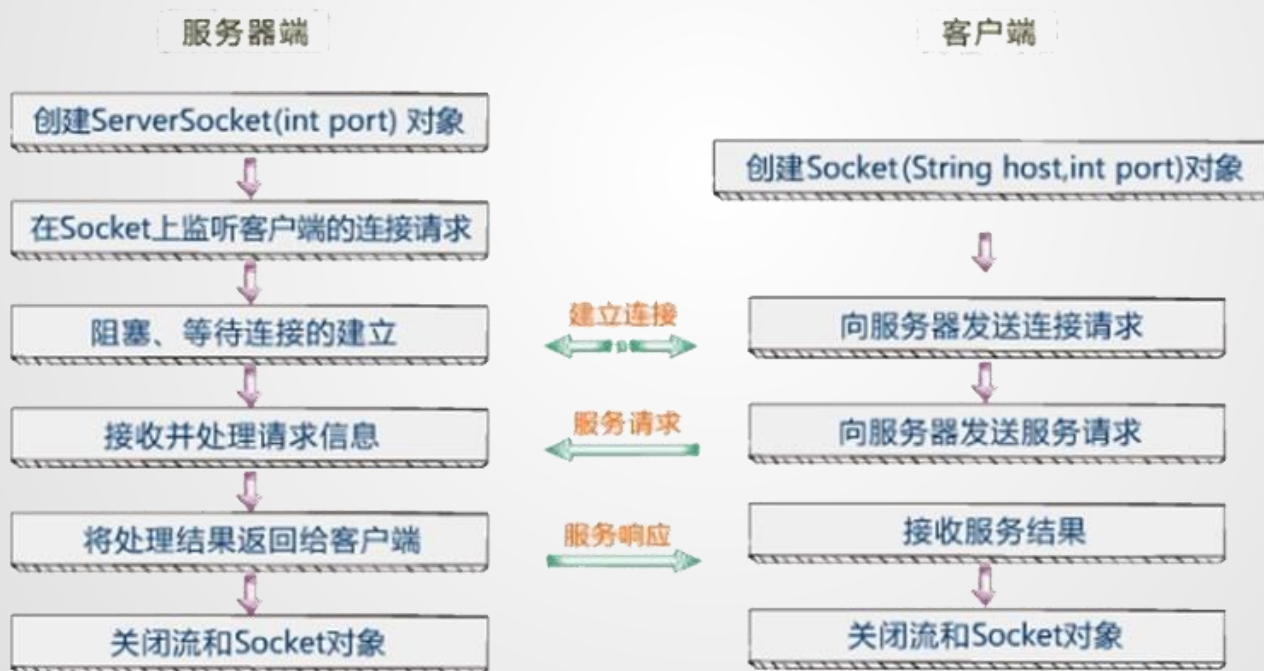 服务器端
客户端
创建ServerSocket(int port) 对象
创建Socket(String host,int port)对象
在Socket上监听客户端的连接请求
阻塞、等待连接的建立
建立连接
向服务器发送连接请求
接收并处理请求信息
服务请求
向服务器发送服务请求
将处理结果返回给客户端
服务响应
接收服务结果
关闭流和Socket对象
关闭流和Socket对象